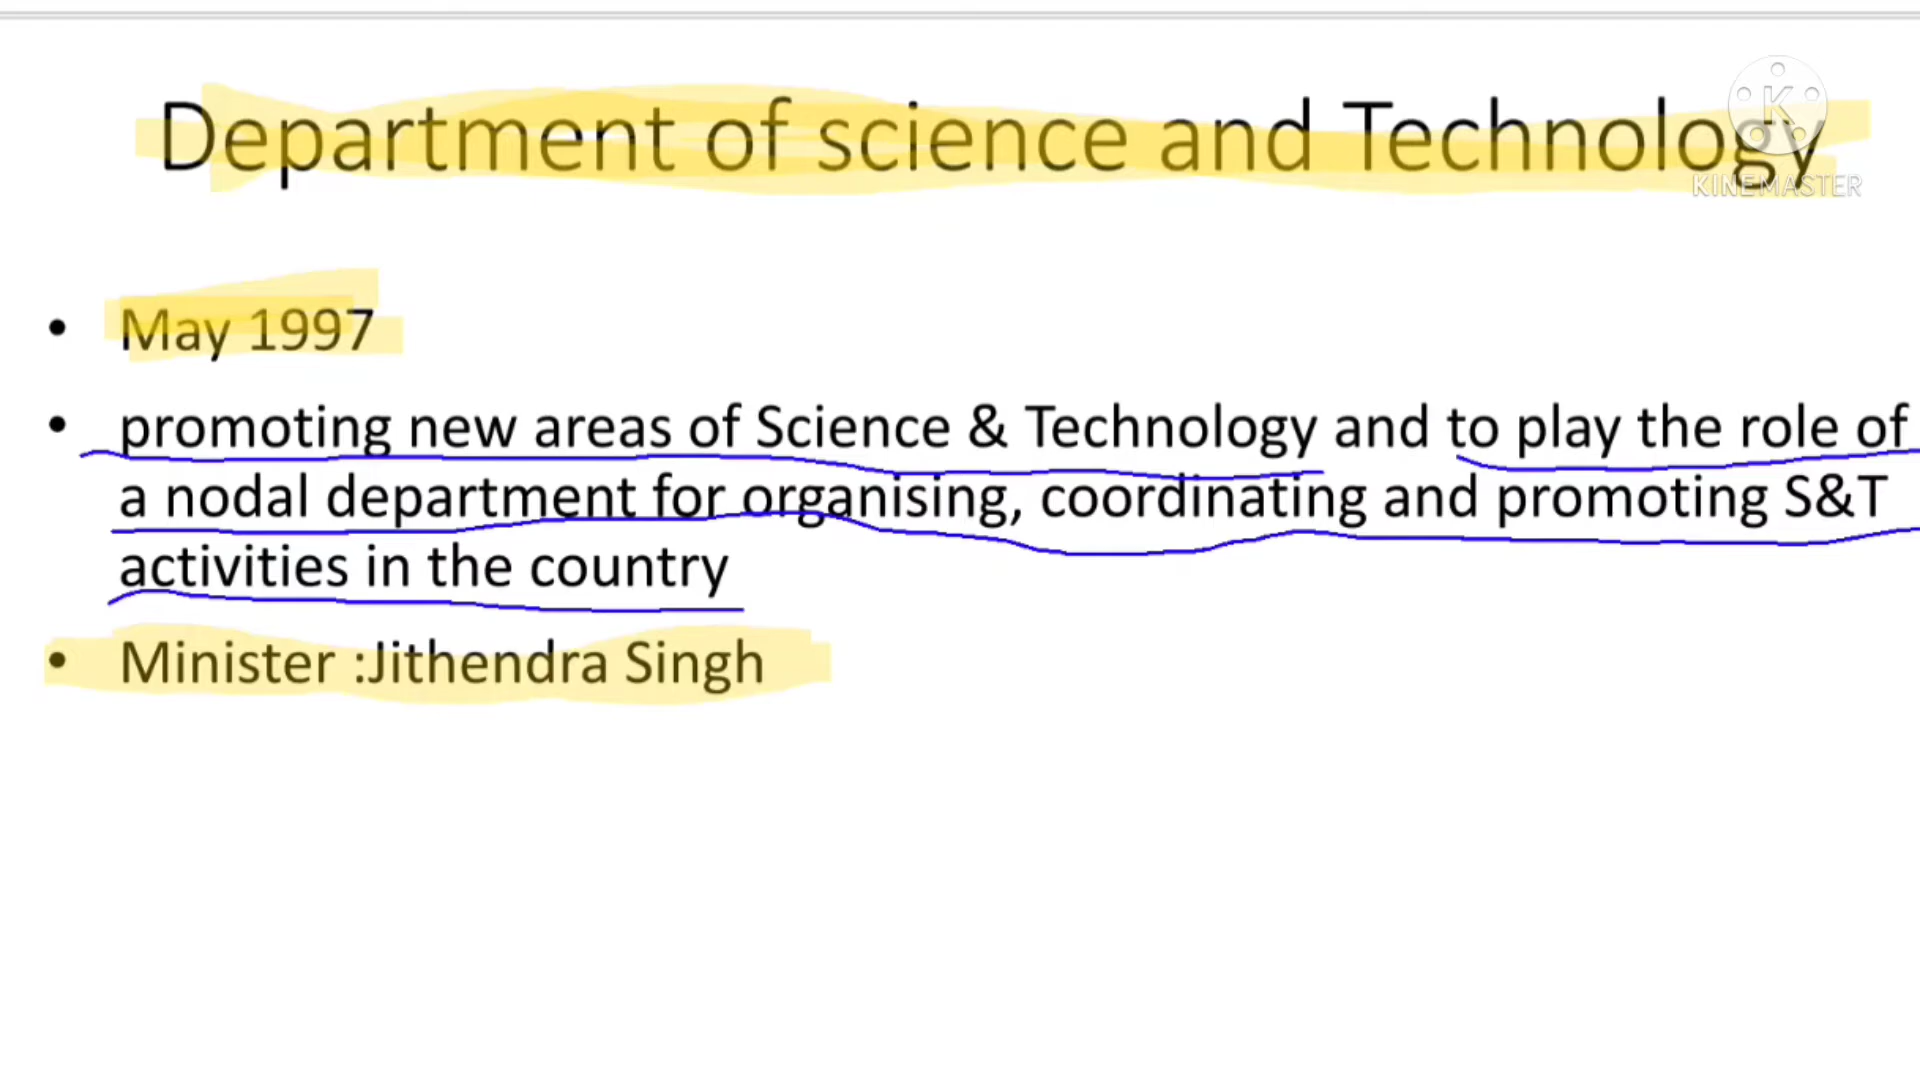 Department of science and Technology
KINEMASTER
• May 1997
• promoting new areas of Science & Technology and to play the role of
a nodal department for organising, coordinating and promoting S&T
activities in the country
• Minister :Jithendra Singh